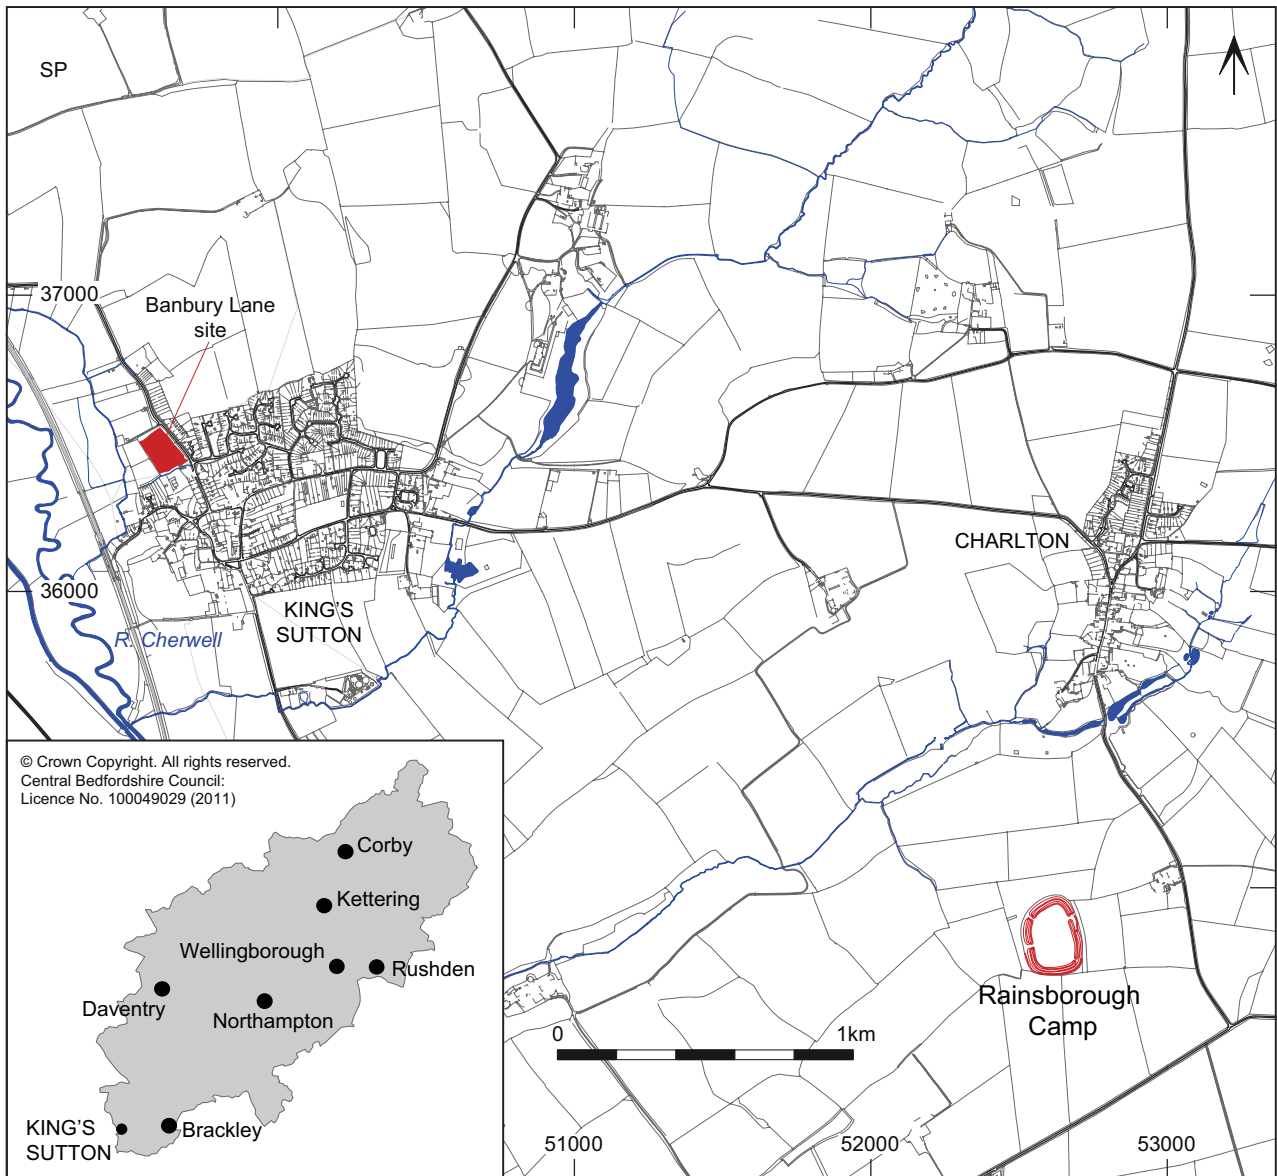 SP
37000
Banbury Lane
site
CHARLTON
36000
KING'S
SUTTON
R. Cherwell
© Crown Copyright. All rights reserved.
Central Bedfordshire Council:
Licence No. 100049029 (2011)
Corby
Kettering
Wellingborough
Rushden
Daventry
Northampton
KING'S
SUTTON
Brackley
Rainsborough
Camp
0
1km
51000
52000
53000